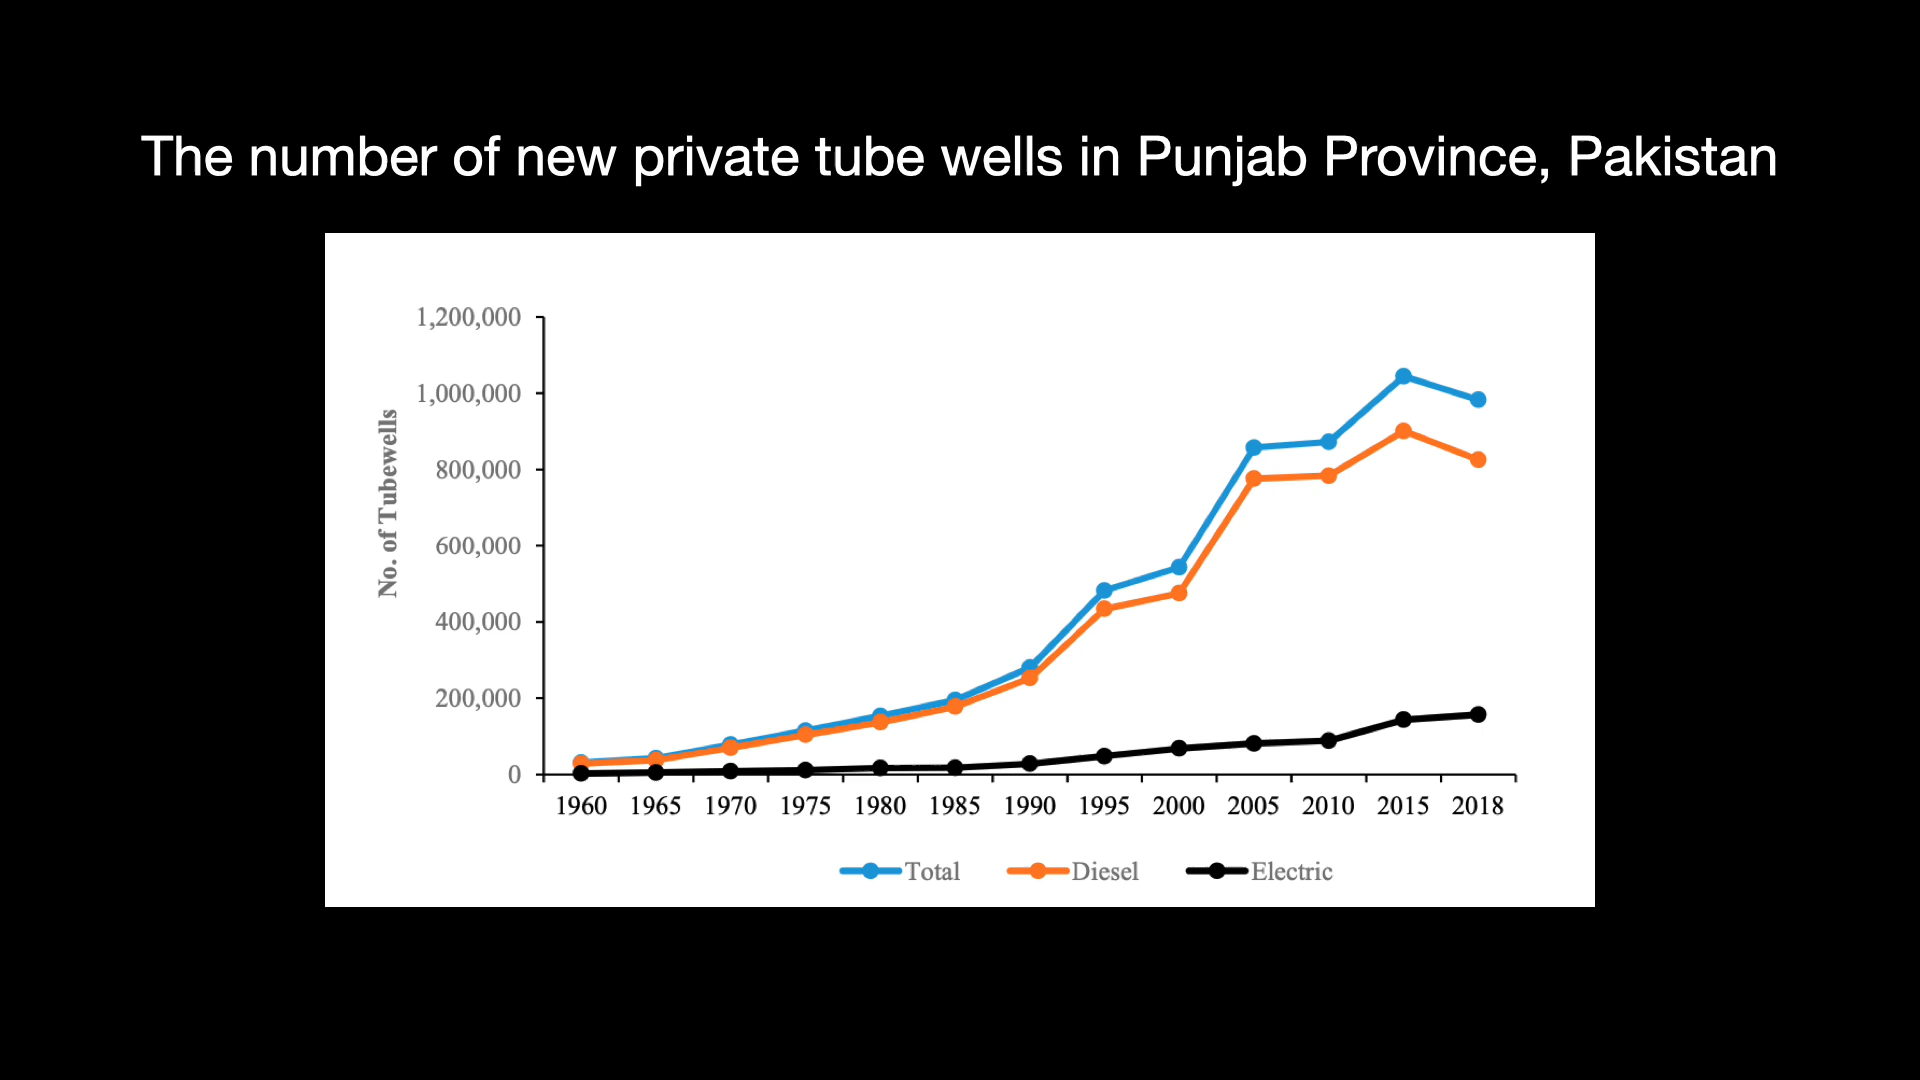 The number of new private tube wells in Punjab Province, Pakistan
1,200,000
1,000,000
800,000
600,000
400,000
200,000
0
No. of Tubewells
1960 1965 1970 1975 1980 1985 1990 1995 2000 2005 2010 2015 2018
Total Diesel Electric